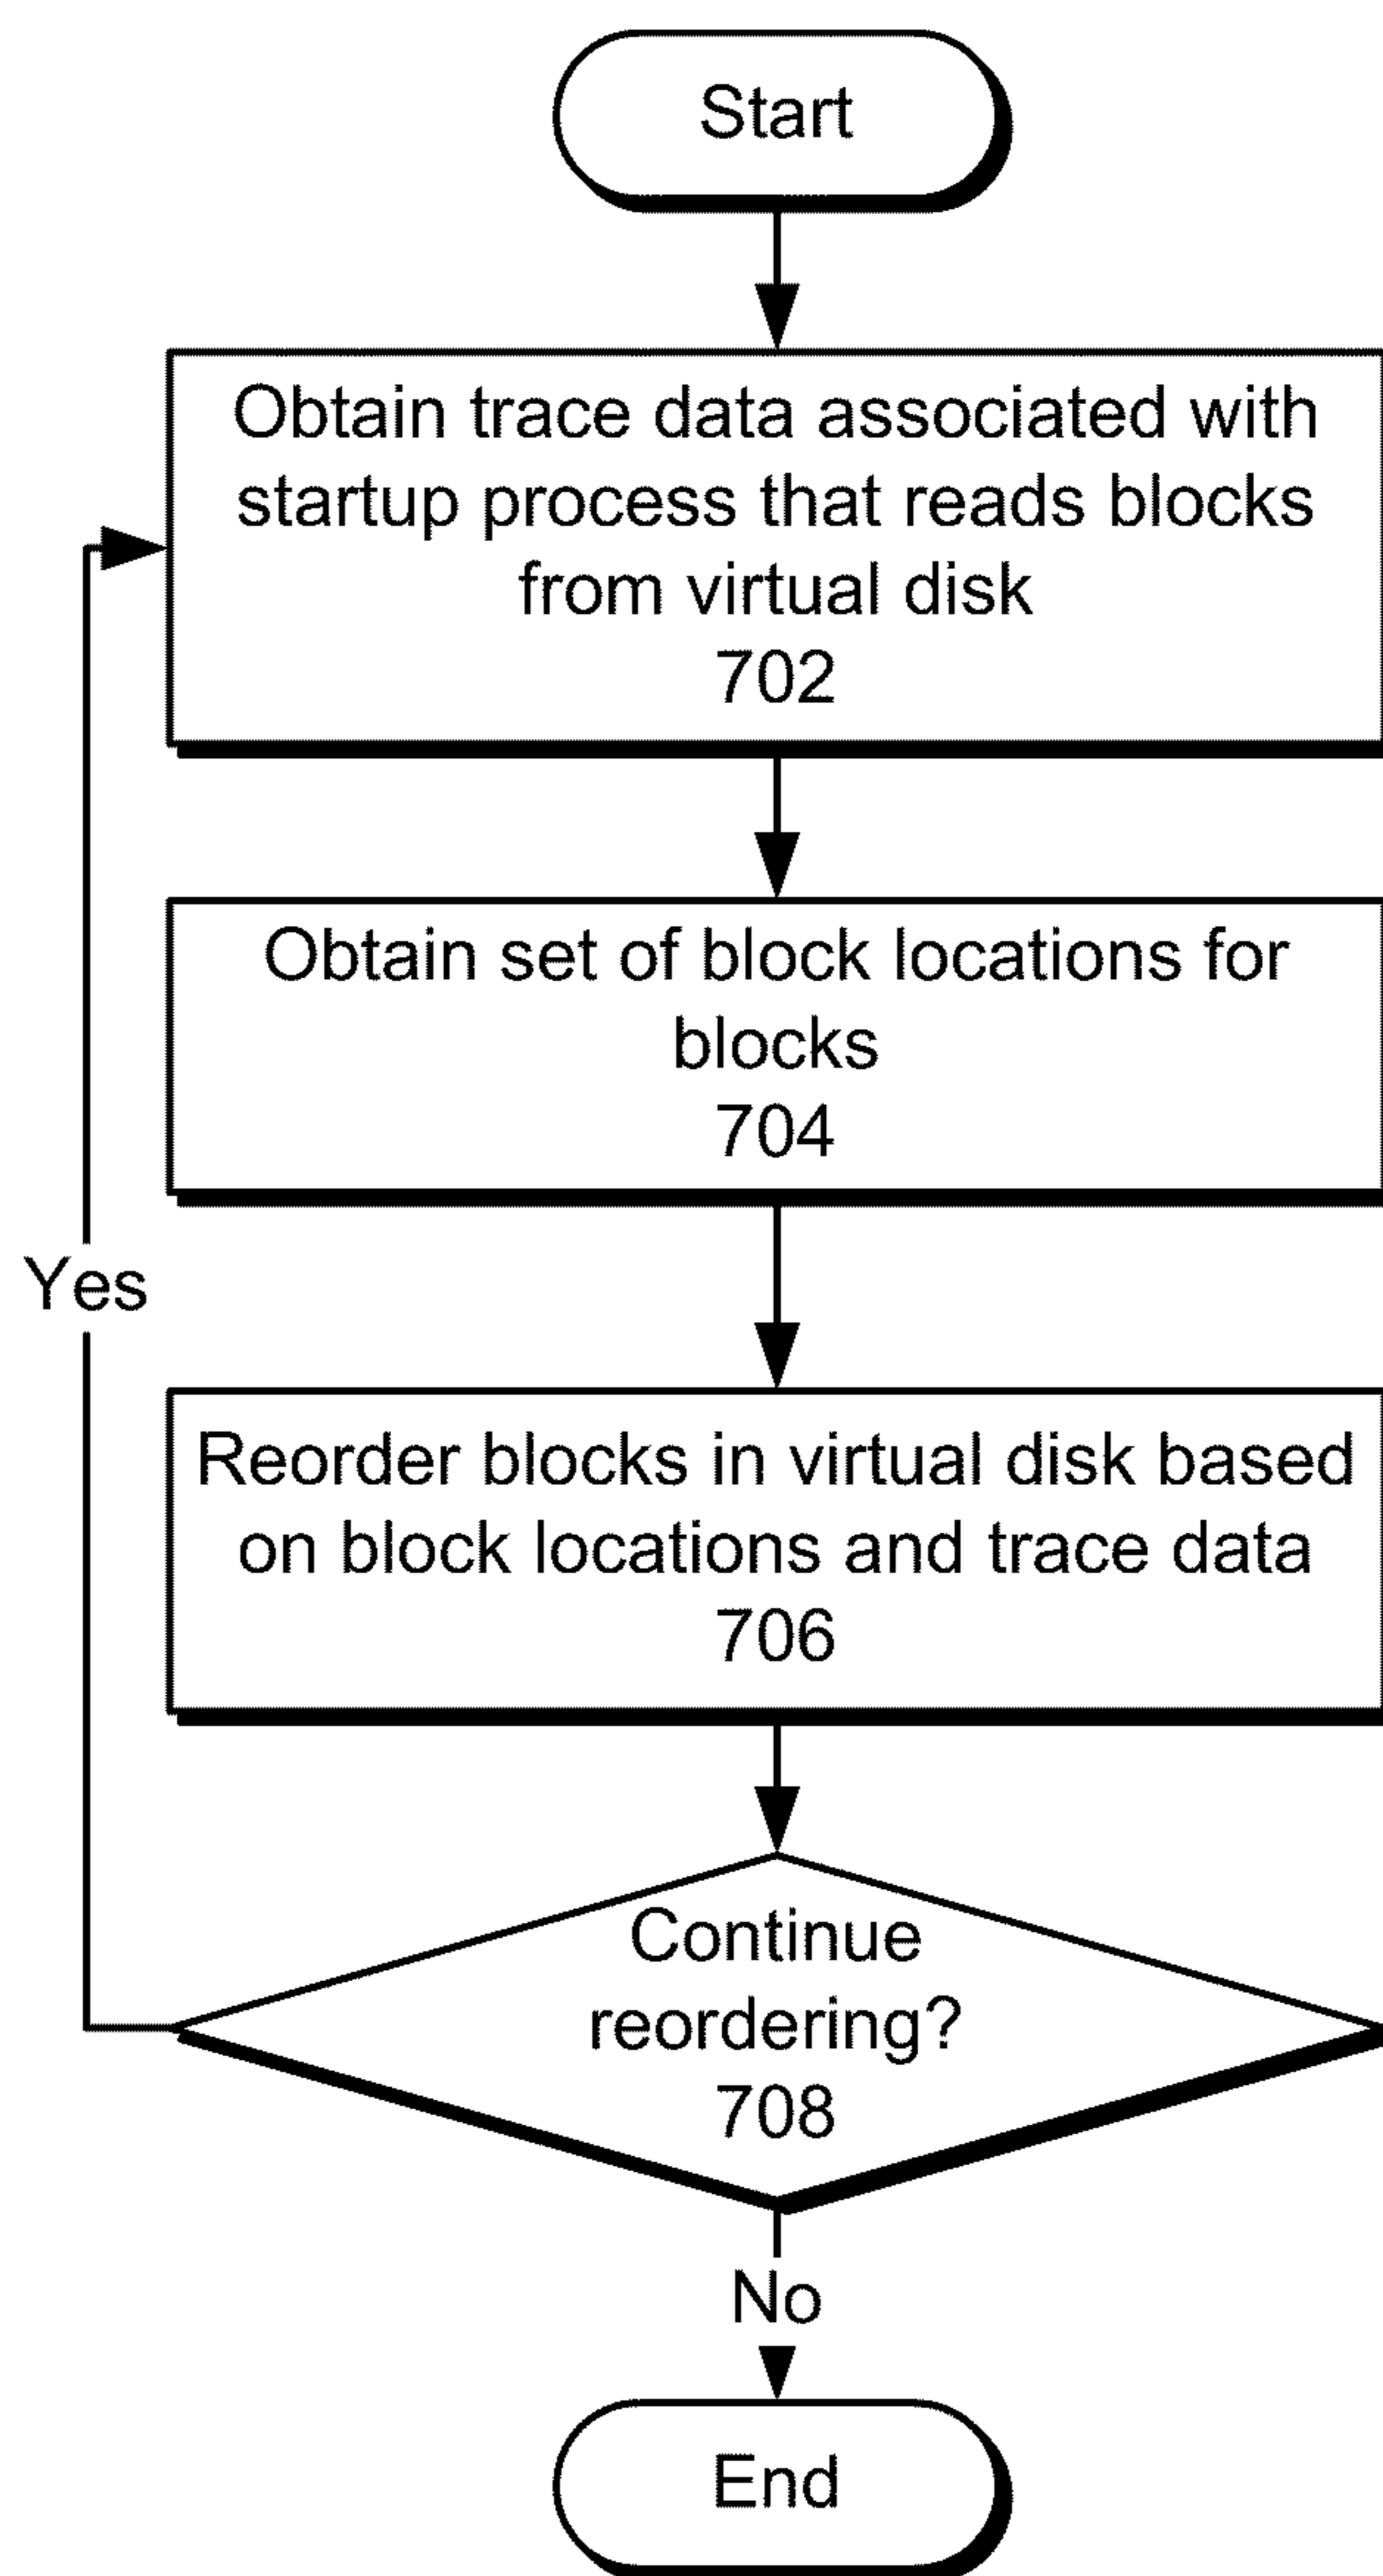 Start
Obtain trace data associated with
startup process that reads blocks
from virtual disk
702
Obtain set of block locations for
blocks
704
Yes
Reorder blocks in virtual disk based
on block locations and trace data
706
Continue
reordering?
708
No
End